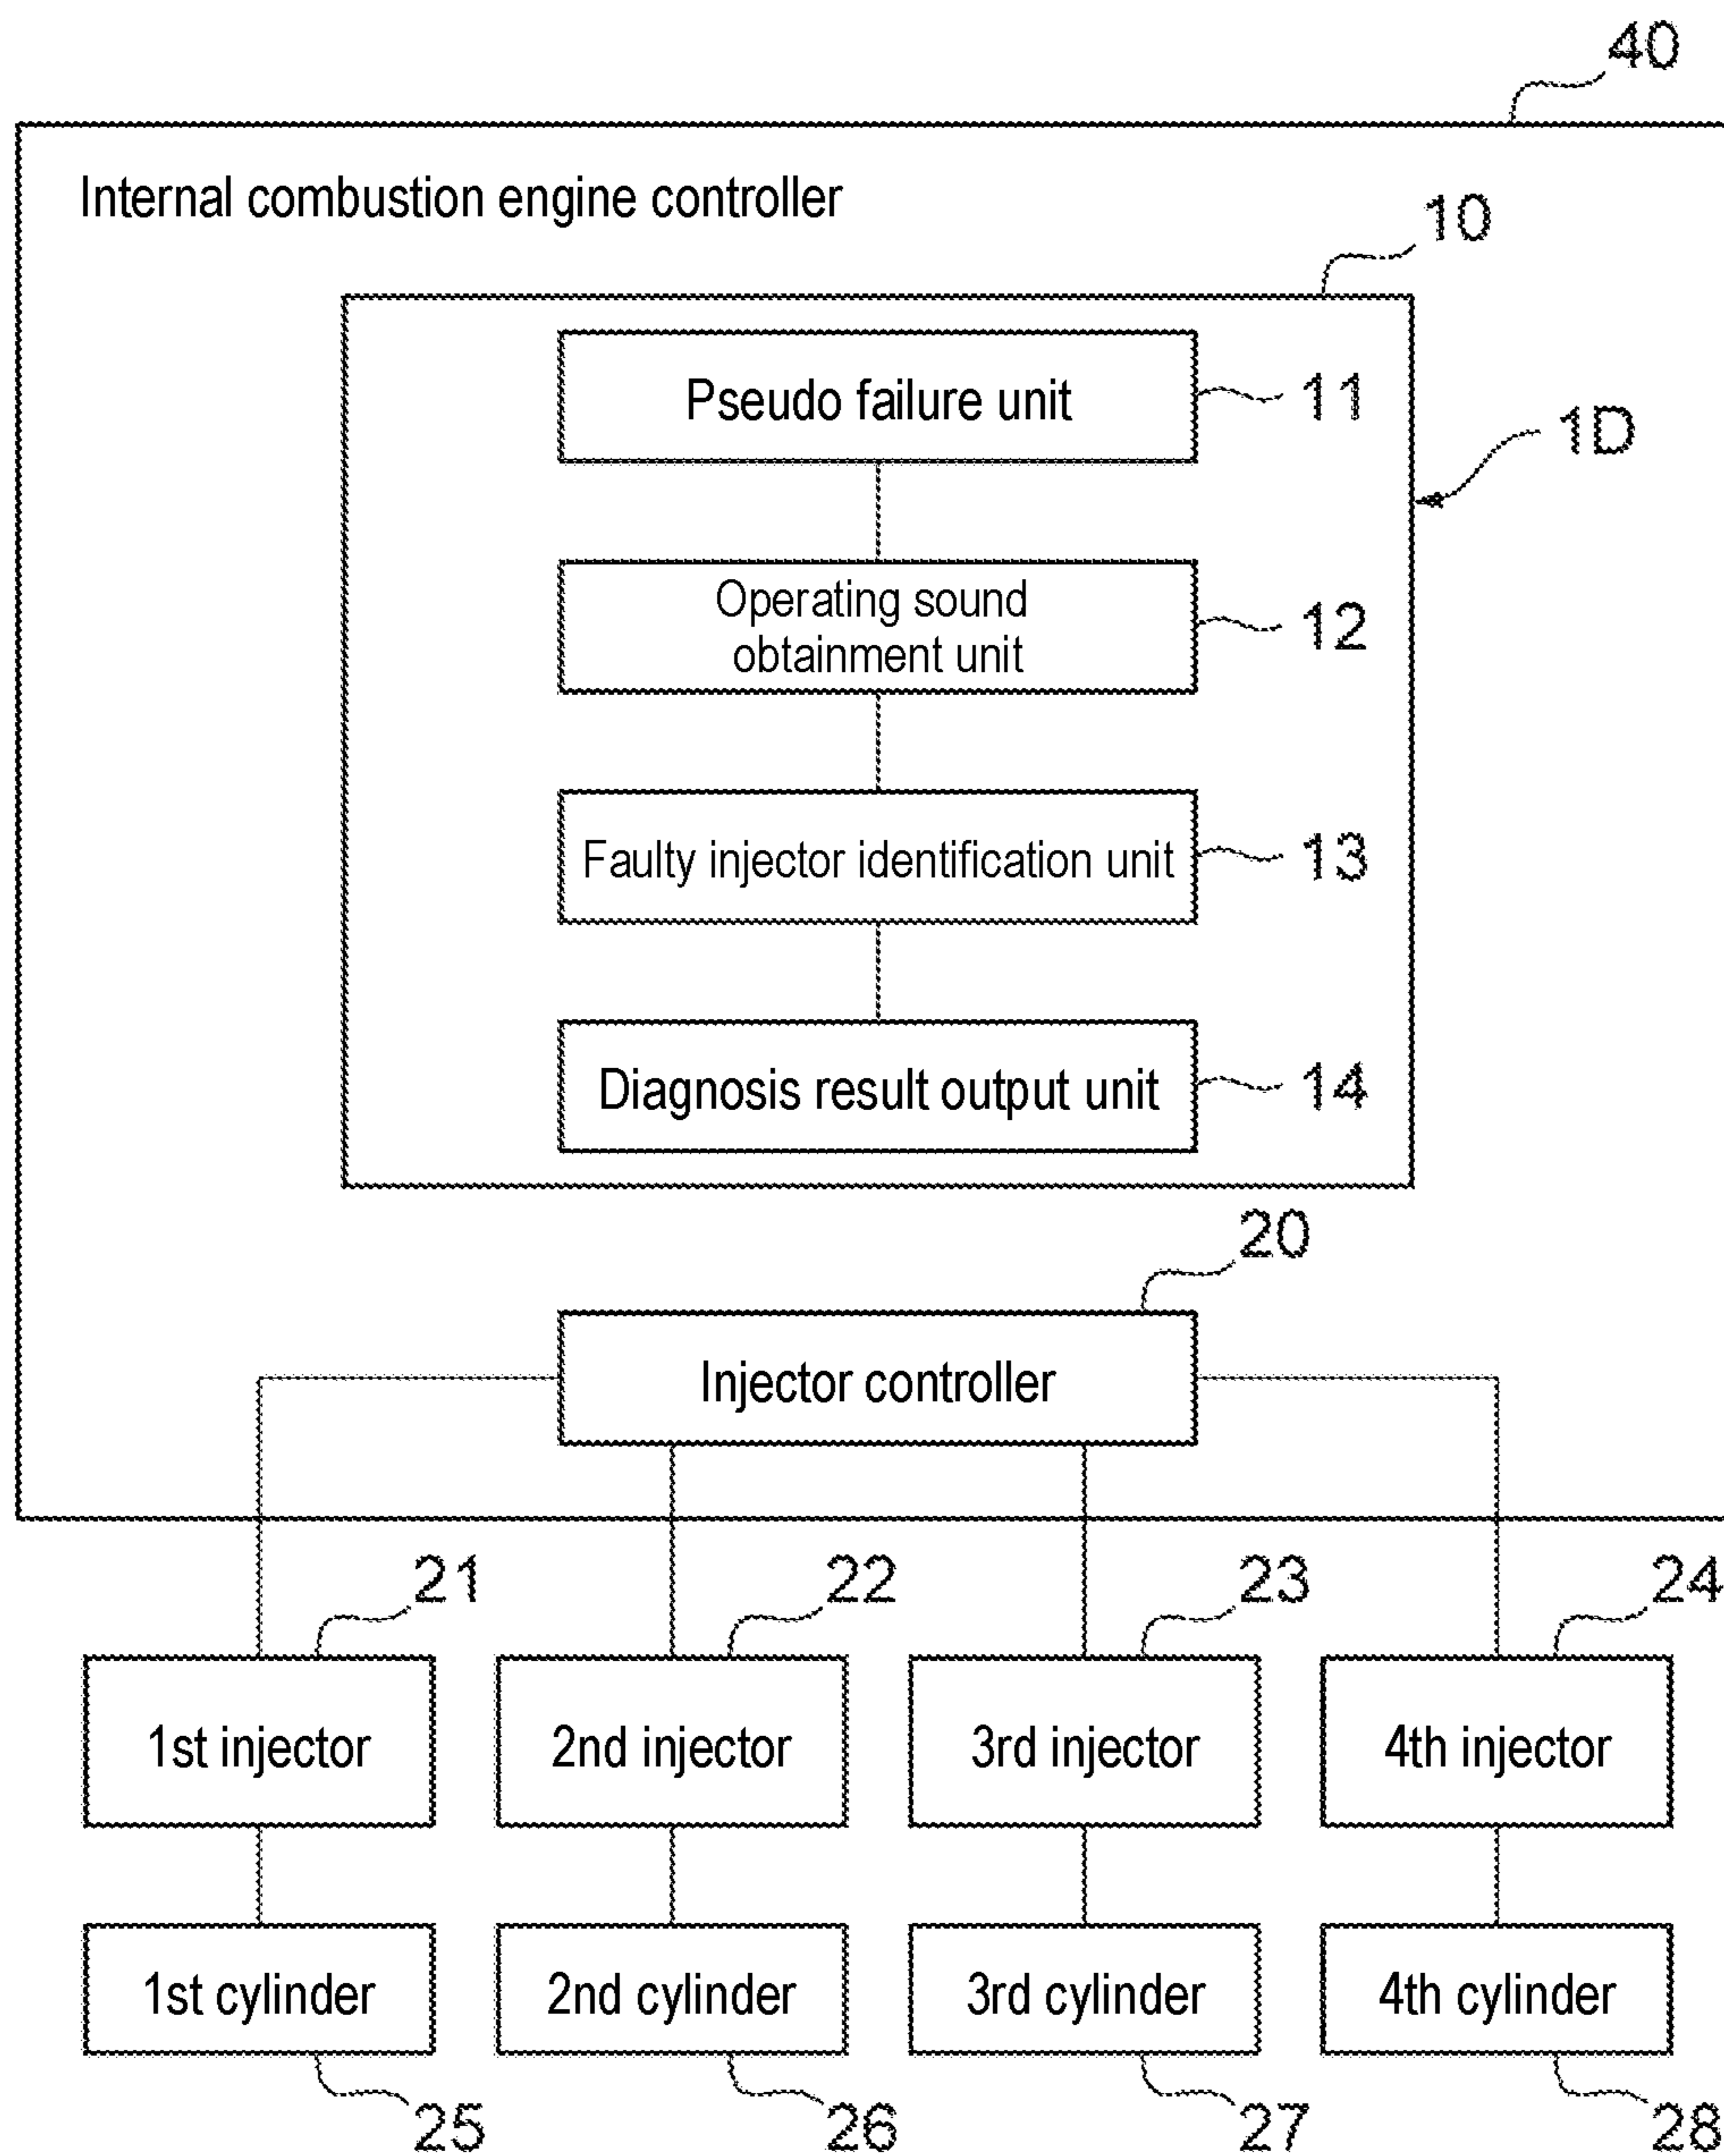 40
Internal combustion engine controller
10
Pseudo failure unit
11
1D
Operating sound
obtainment unit
12
Faulty injector identification unit
13
Diagnosis result output unit
14
20
Injector controller
21
22
23
24
1st injector
2nd injector
3rd injector
4th injector
1st cylinder
2nd cylinder
3rd cylinder
4th cylinder
25
26
27
28